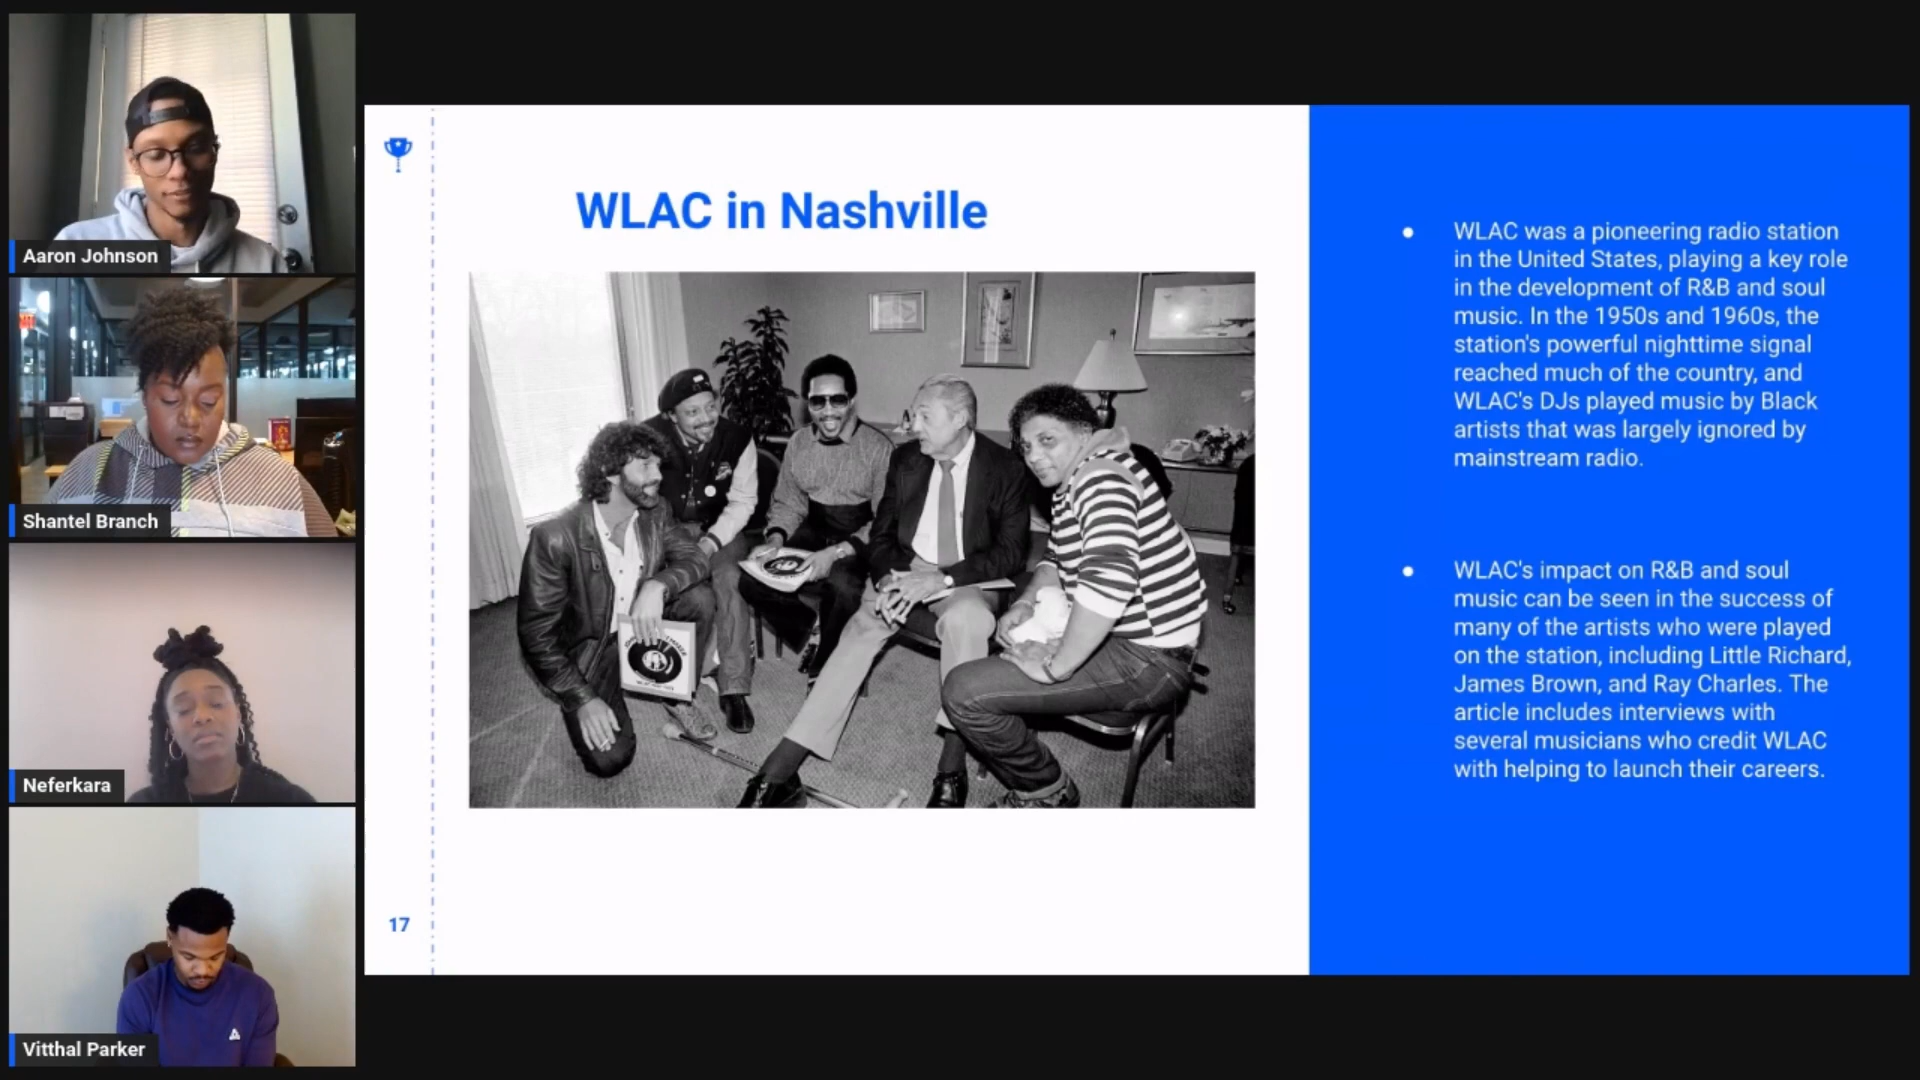 Aaron Johnson
Shantel Branch
Neferkara
Vitthal Parker
WLAC in Nashville
17
● WLAC was a pioneering radio station
in the United States, playing a key role
in the development of R&B and soul
music. In the 1950s and 1960s, the
station's powerful nighttime signal
reached much of the country, and
WLAC's DJs played music by Black
artists that was largely ignored by
mainstream radio.
● WLAC's impact on R&B and soul
music can be seen in the success of
many of the artists who were played
on the station, including Little Richard,
James Brown, and Ray Charles. The
article includes interviews with
several musicians who credit WLAC
with helping to launch their careers.